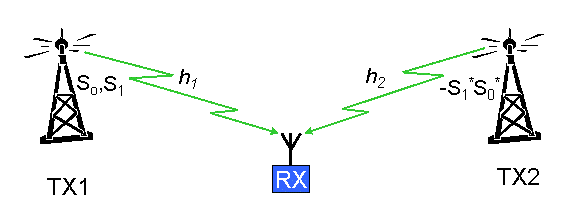 S₀,S₁
h₁
h₂
-S₁*S₀*
RX
TX1
TX2